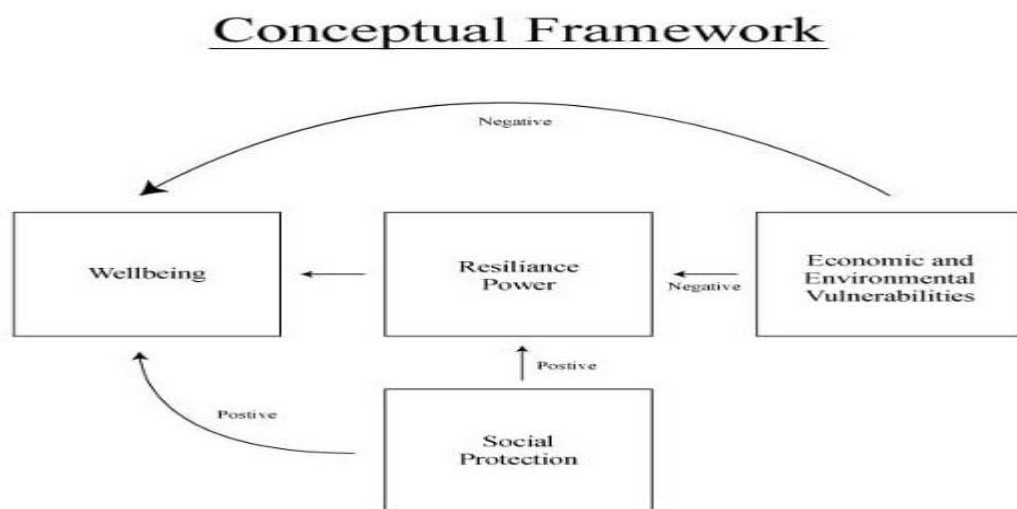 Conceptual Framework
Negative
Wellbeing
Resiliance
Power
Negative
Economic and
Environmental
Vulnerabilities
Postive
Postive
Social
Protection